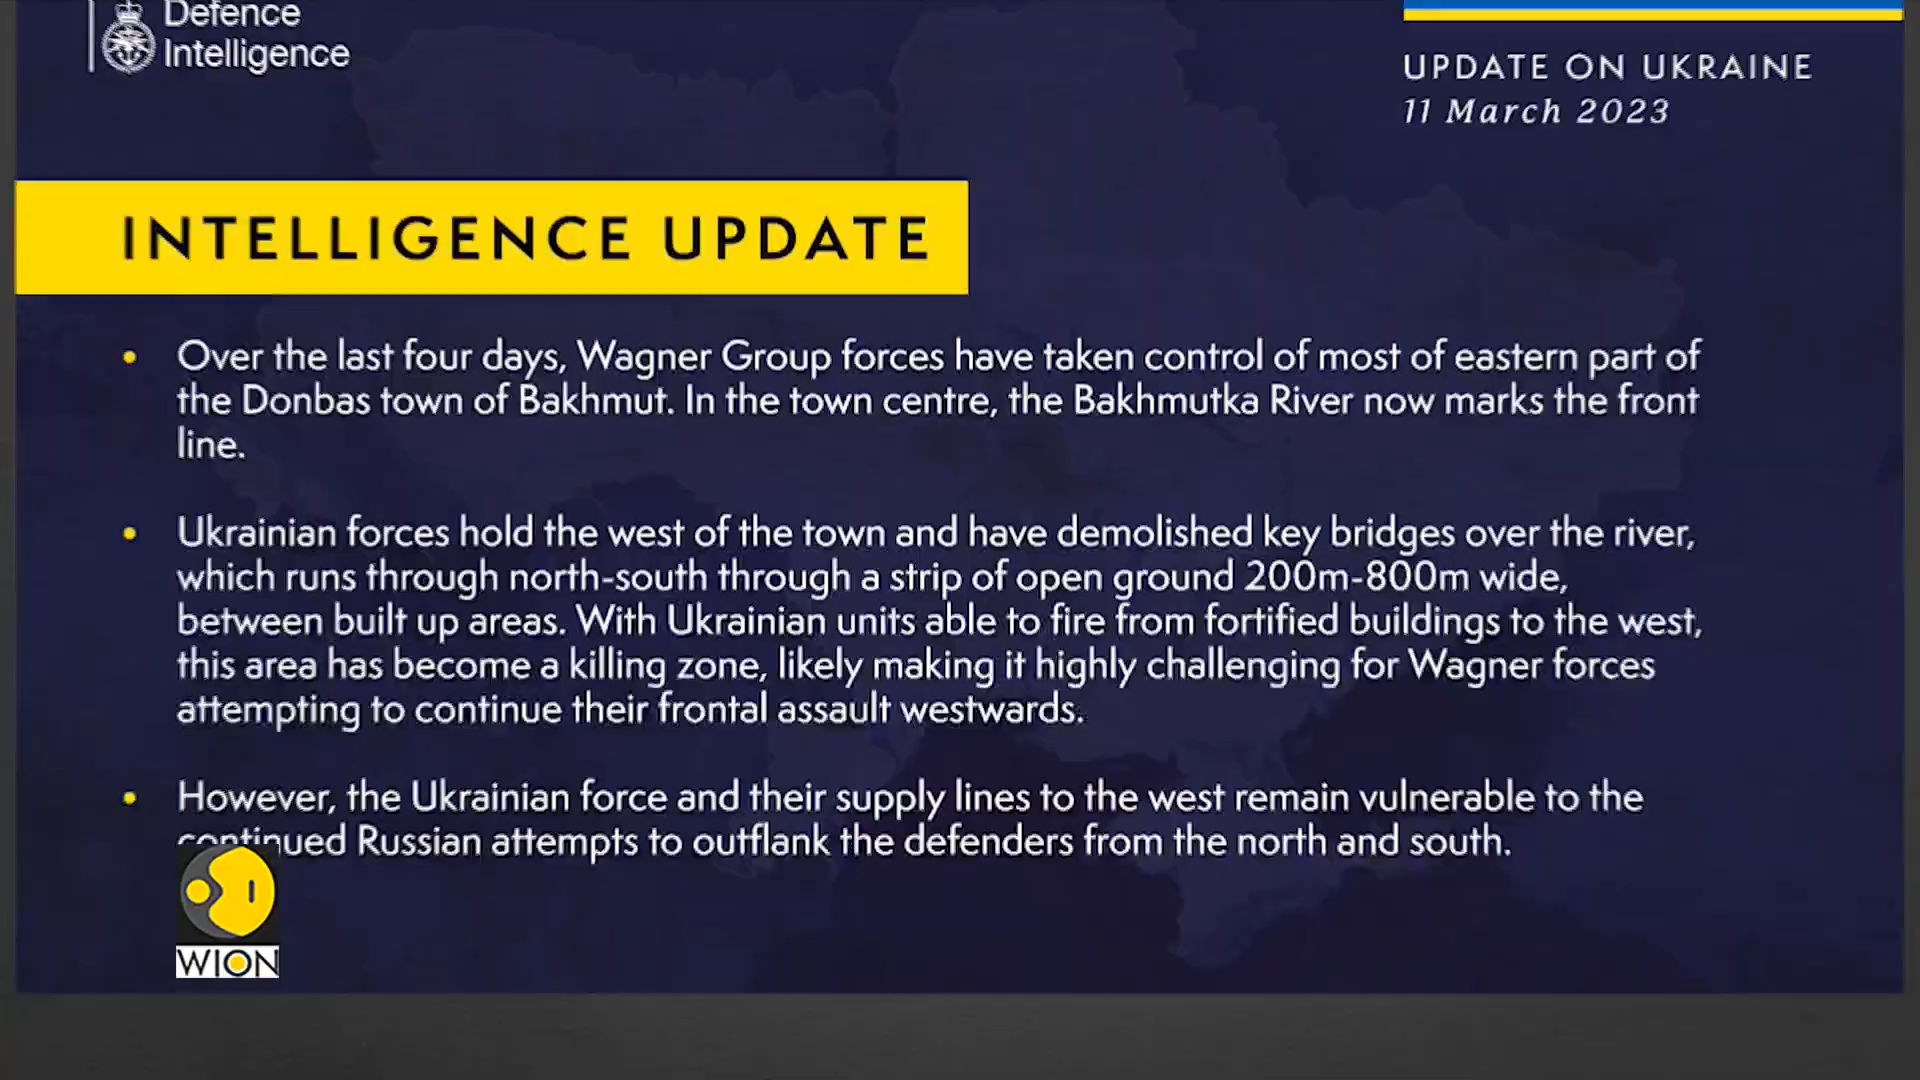 Defence
Intelligence
UPDATE ON UKRAINE
11 March 2023
INTELLIGENCE UPDATE
• Over the last four days, Wagner Group forces have taken control of most of eastern part of
the Donbas town of Bakhmut. In the town centre, the Bakhmutka River now marks the front
line.
• Ukrainian forces hold the west of the town and have demolished key bridges over the river,
which runs through north-south through a strip of open ground 200m-800m wide,
between built up areas. With Ukrainian units able to fire from fortified buildings to the west,
this area has become a killing zone, likely making it highly challenging for Wagner forces
attempting to continue their frontal assault westwards.
• However, the Ukrainian force and their supply lines to the west remain vulnerable to the
continued Russian attempts to outflank the defenders from the north and south.
WION